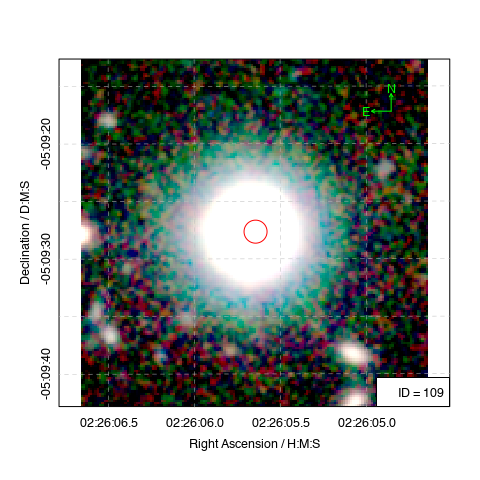 N
E
-05:09:20
-05:09:30
-05:09:40
Declination / D:M:S
ID = 109
02:26:06.5 02:26:06.0 02:26:05.5 02:26:05.0
Right Ascension / H:M:S